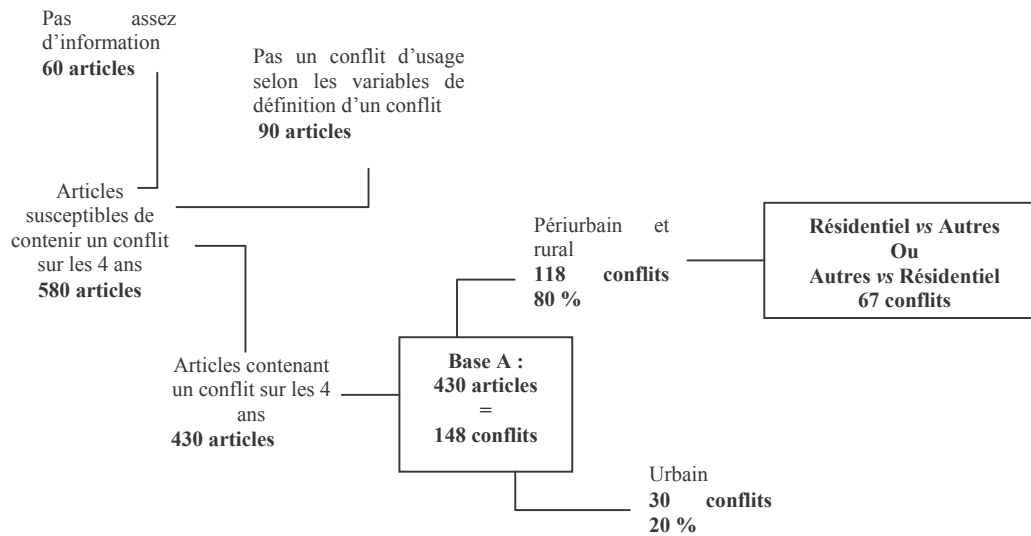 Pas assez
d’information
60 articles
Pas un conflit d’usage
selon les variables de
définition d’un conflit
90 articles
Articles
susceptibles de
contenir un conflit
sur les 4 ans
580 articles
Périurbain et
rural
118 conflits
80 %
Résidentiel vs Autres
Ou
Autres vs Résidentiel
67 conflits
Articles contenant
un conflit sur les 4
ans
430 articles
Base A :
430 articles
=
148 conflits
Urbain
30 conflits
20 %